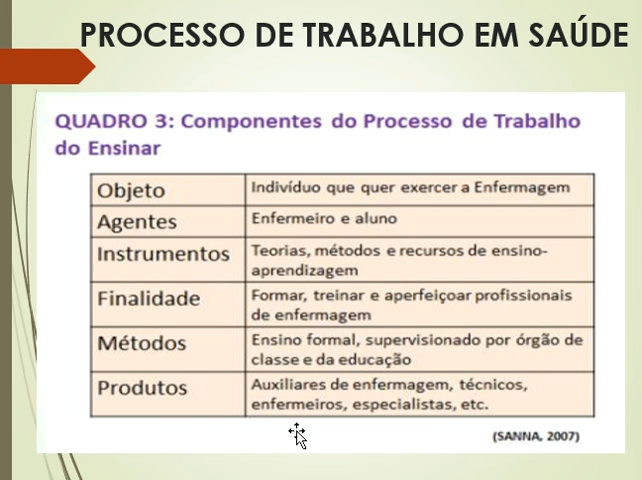 PROCESSO DE TRABALHO EM SAÚDE
QUADRO 3: Componentes do Processo de Trabalho
do Ensinar
Objeto
Indivíduo que quer exercer a Enfermagem
Agentes
Enfermeiro e aluno
Instrumentos
Teorias, métodos e recursos de ensino-
aprendizagem
Finalidade
Formar, treinar e aperfeiçoar profissionais
de enfermagem
Métodos
Ensino formal, supervisionado por órgão de
classe e da educação
Produtos
Auxiliares de enfermagem, técnicos,
enfermeiros, especialistas, etc.
(SANNA, 2007)